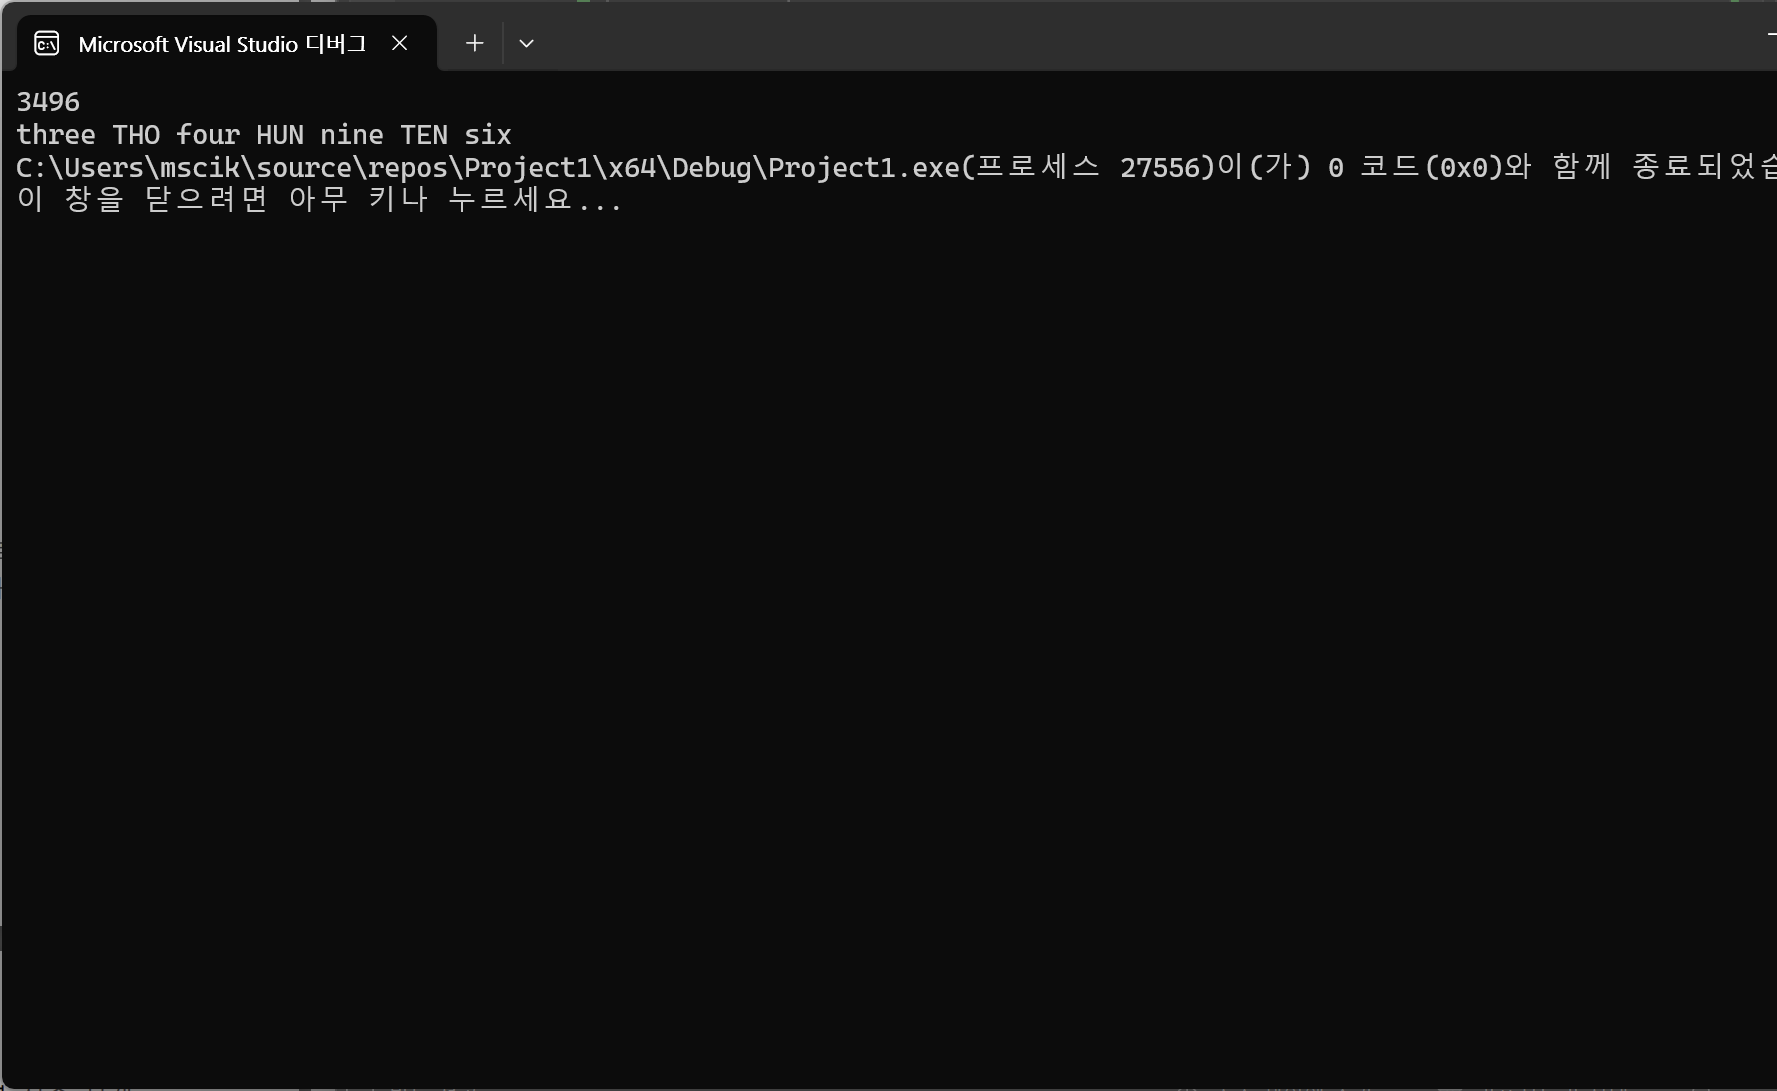 Microsoft Visual Studio 디버그
3496
three THO four HUN nine TEN six
C:\Users\mscik\source\repos\Project1\x64\Debug\Project1.exe(프로세스 27556)이(가) 0 코드(0x0)와 함께 종료되었습
이 창을 닫으려면 아무 키나 누르세요...